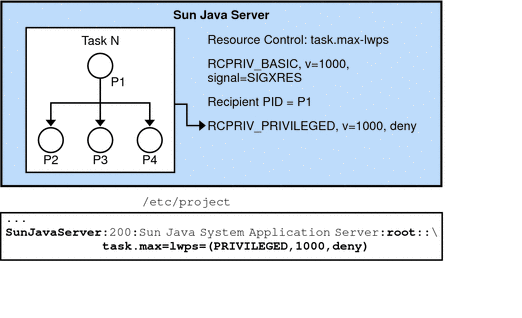 Sun Java Server
Task N
P1
P2
P3
P4
Resource Control: task.max-lwps
RCPRIV_BASIC, v=1000,
signal=SIGXRES
Recipient PID = P1
RCPRIV_PRIVILEGED, v=1000, deny
/etc/project
...
SunJavaServer:200:Sun Java System Application Server:root::\
task.max=lwps=(PRIVILEGED,1000,deny)